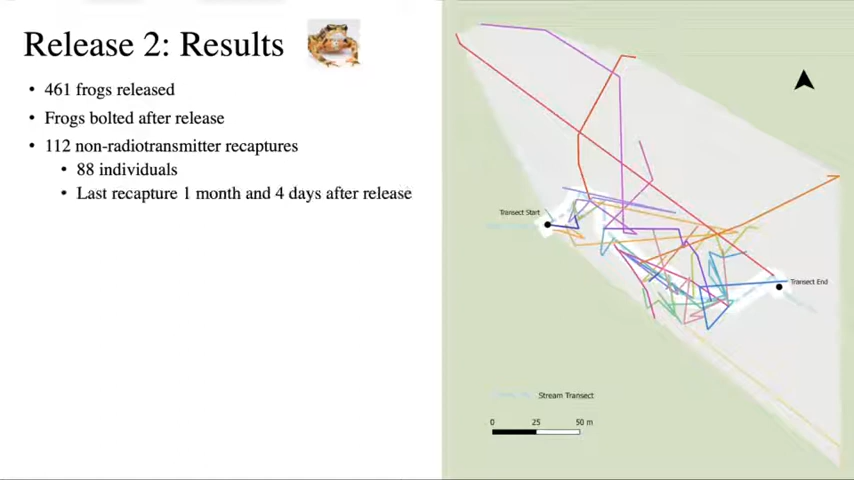 Release 2: Results
• 461 frogs released
• Frogs bolted after release
• 112 non-radiotransmitter recaptures
• 88 individuals
• Last recapture 1 month and 4 days after release
Transect Start
Transect End
Stream Transect
0 25 50 m